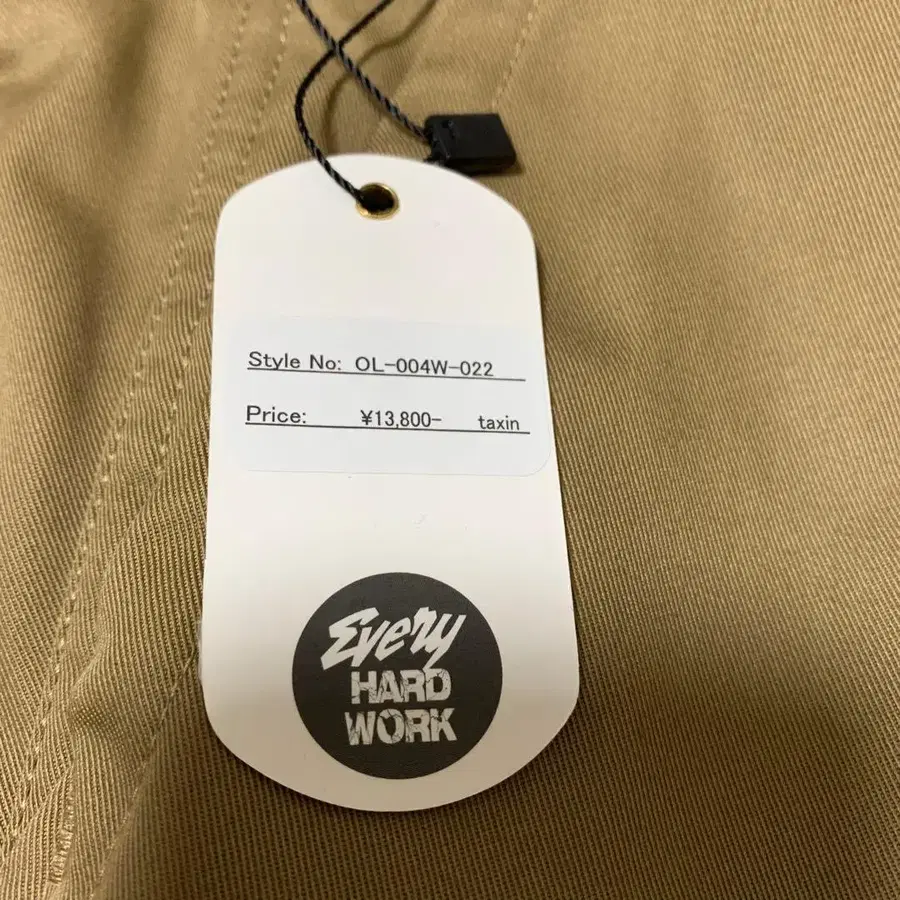 Style No: OL-004W-022
Price: ¥13,800- taxin
Every
HARD
WORK